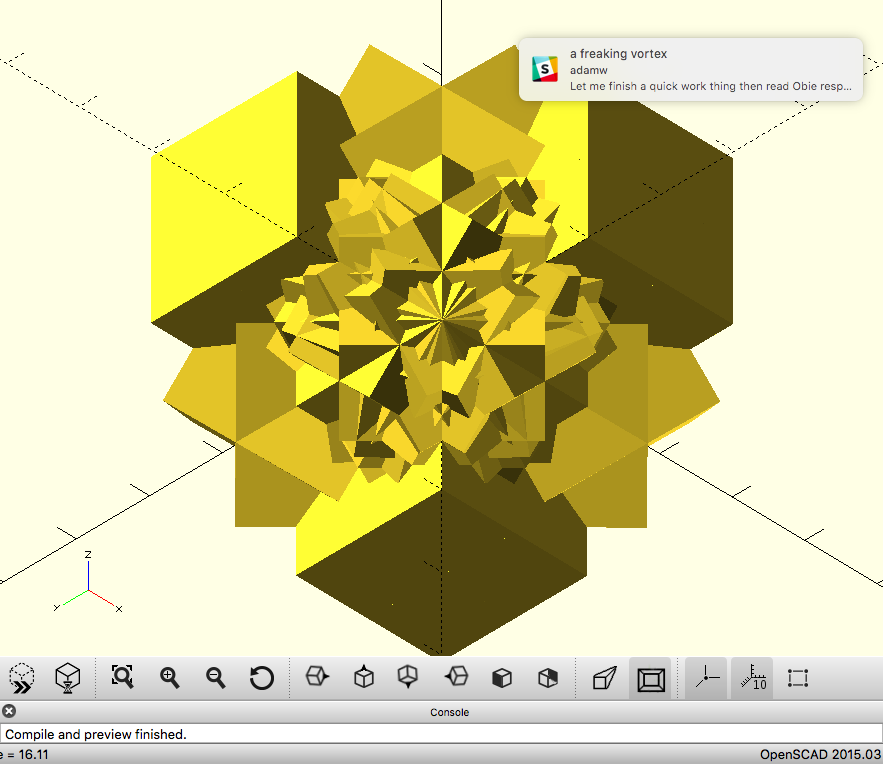 a freaking vortex
S
adamw
Let me finish a quick work thing then read Obie resp...
z
Y
x
10
Console
Compile and preview finished.
e = 16.11
OpenSCAD 2015.03